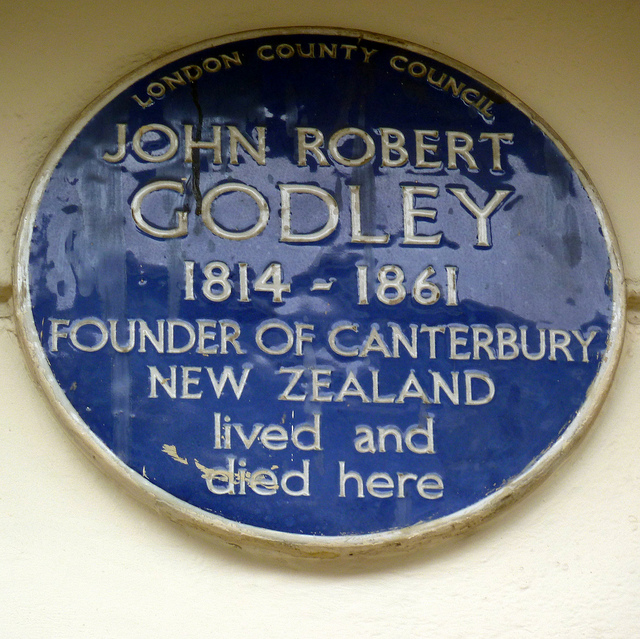 LONDON COUNTY COUNCIL
JOHN ROBERT
GODLEY
1814 - 1861
FOUNDER OF CANTERBURY
NEW ZEALAND
lived and
died here